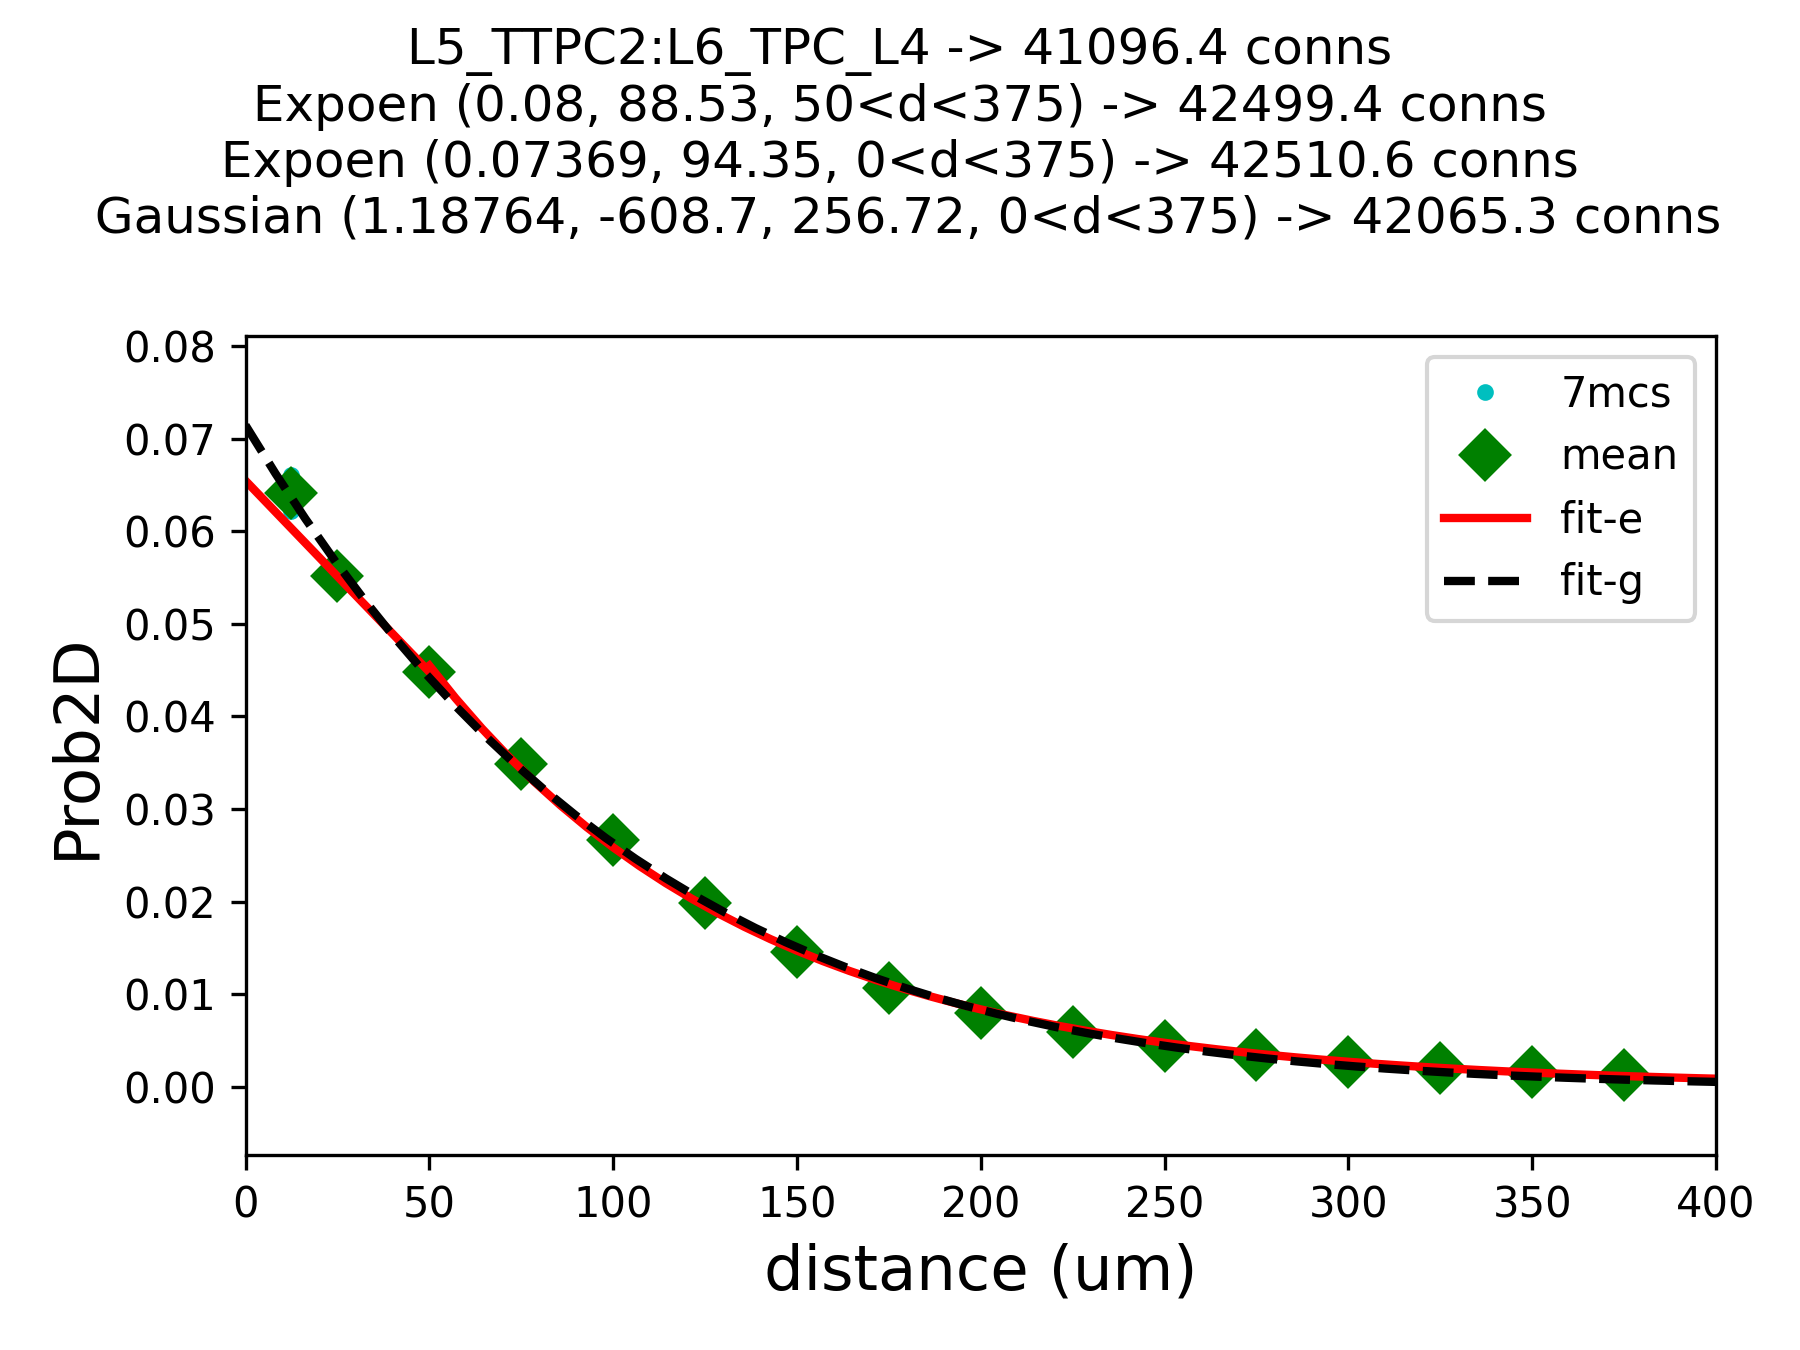 L5_TTPC2:L6_TPC_L4 -> 41096.4 conns
Expoen (0.08, 88.53, 50<d<375) -> 42499.4 conns
Expoen (0.07369, 94.35, 0<d<375) -> 42510.6 conns
Gaussian (1.18764, -608.7, 256.72, 0<d<375) -> 42065.3 conns
0.08
0.07
0.06
0.05
0.04
0.03
0.02
0.01
0.00
Prob2D
7mcs
mean
fit-e
fit-g
0 50 100 150 200 250 300 350 400
distance (um)